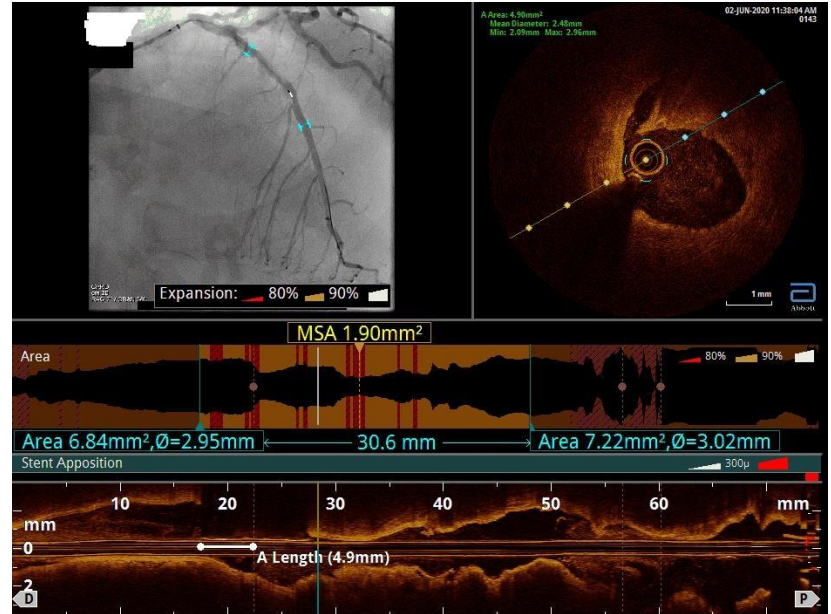 A Area: 4.90mm²
Mean Diameter: 2.48mm
Min: 2.09mm Max: 2.96mm
02-JUN-2020 11:38:04 AM
0143
Expansion: 80% 90%
1 mm
Abbott
MSA 1.90mm²
Area
80% 90%
Area 6.84mm²,Ø=2.95mm
30.6 mm
Area 7.22mm²,Ø=3.02mm
Stent Apposition
300µ
10 20 30 40 50 60 mm
mm
0
A Length (4.9mm)
2
D
P